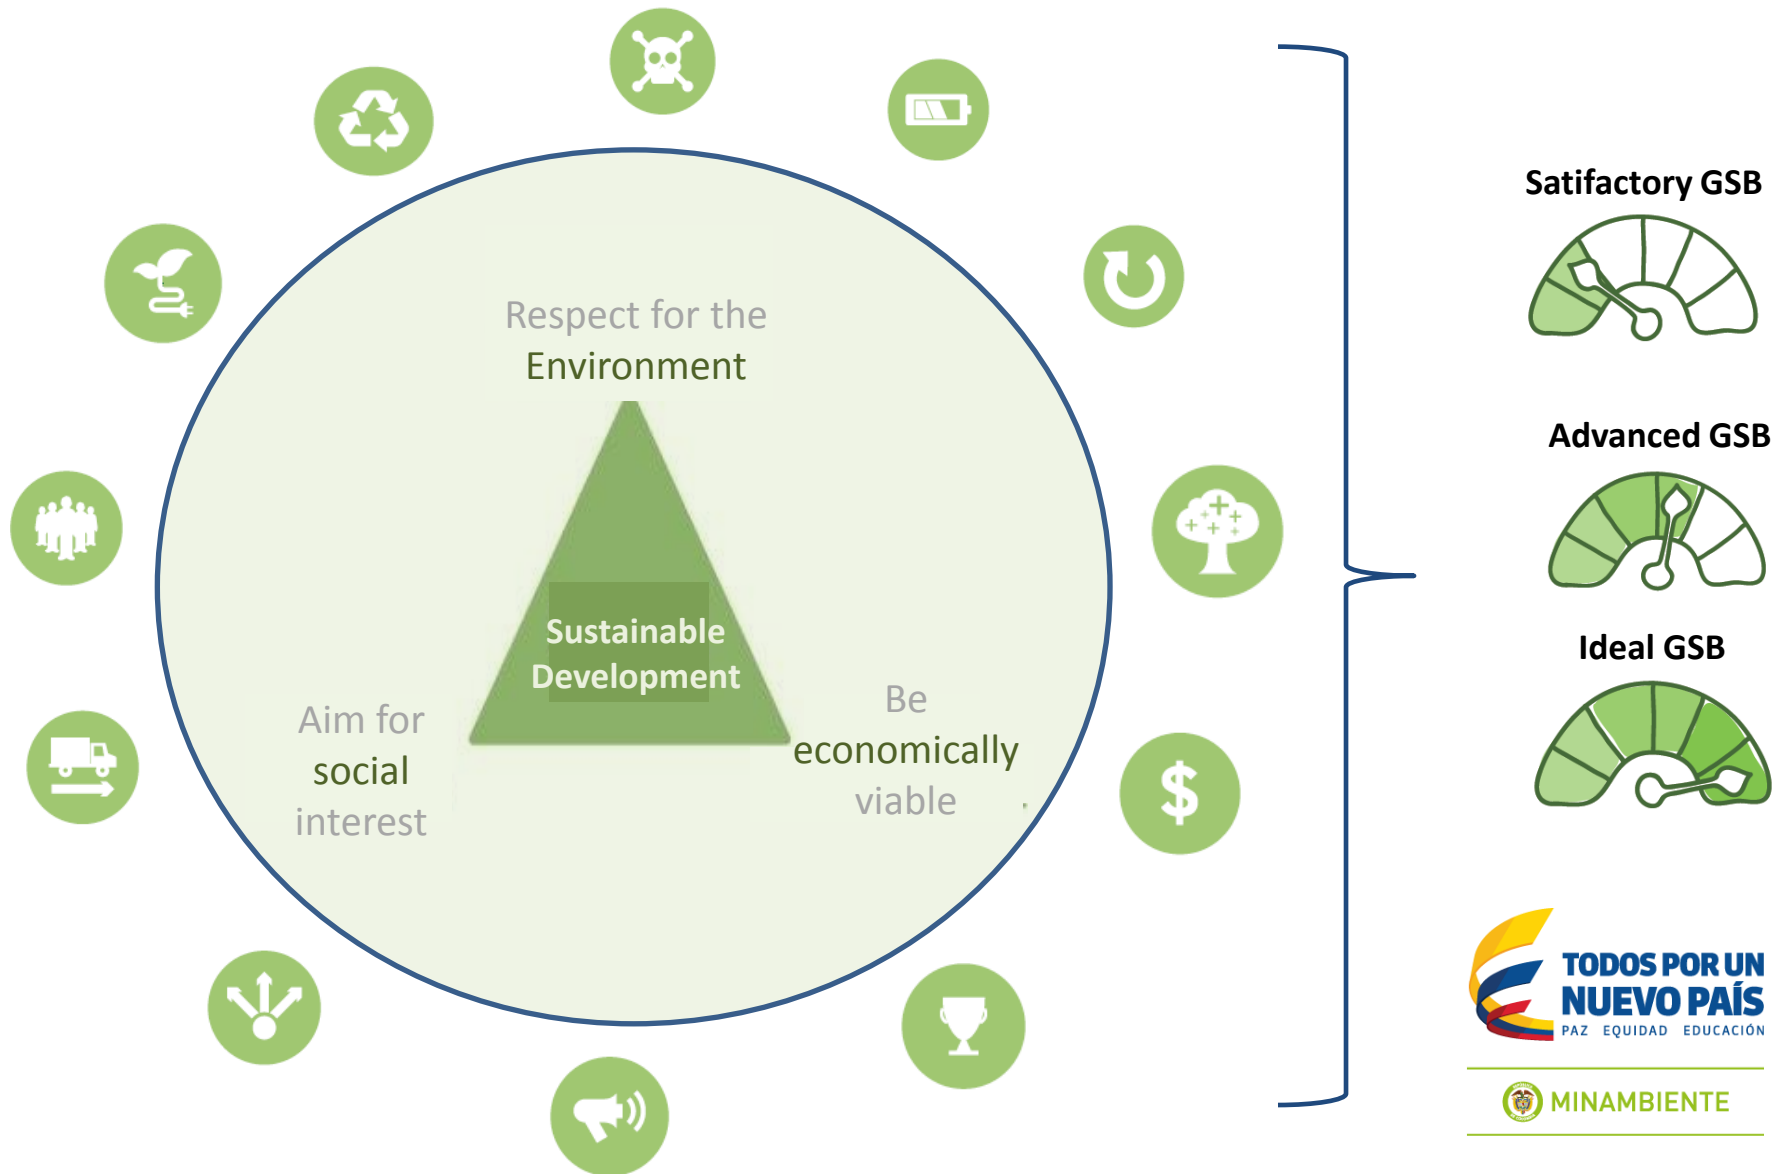 Respect for the
Environment
Sustainable
Development
Aim for
social
interest
Be
economically
viable
$
Satifactory GSB
Advanced GSB
Ideal GSB
TODOS POR UN
NUEVO PAÍS
PAZ EQUIDAD EDUCACIÓN
MINAMBIENTE